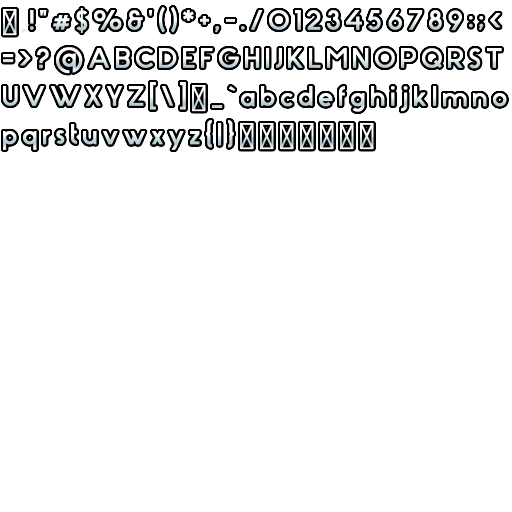 !"#$%&'()*+,-./0123456789:;<
=>?@ABCDEFGHIJKLMNOPQRST
UVWXYZ[\]_`abcdefghijklmno
pqrstuvwxyz{|}